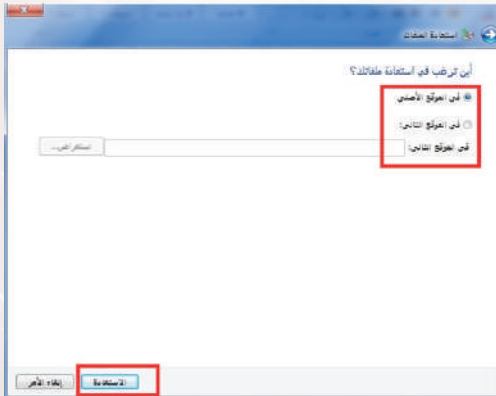 استعادة الملفات
أين ترغب في استعادة ملفاتك؟
في الموقع الأصلي
في الموقع التالي:
في الموقع التالي:
استعراض...
الاستعادة
إلغاء الأمر